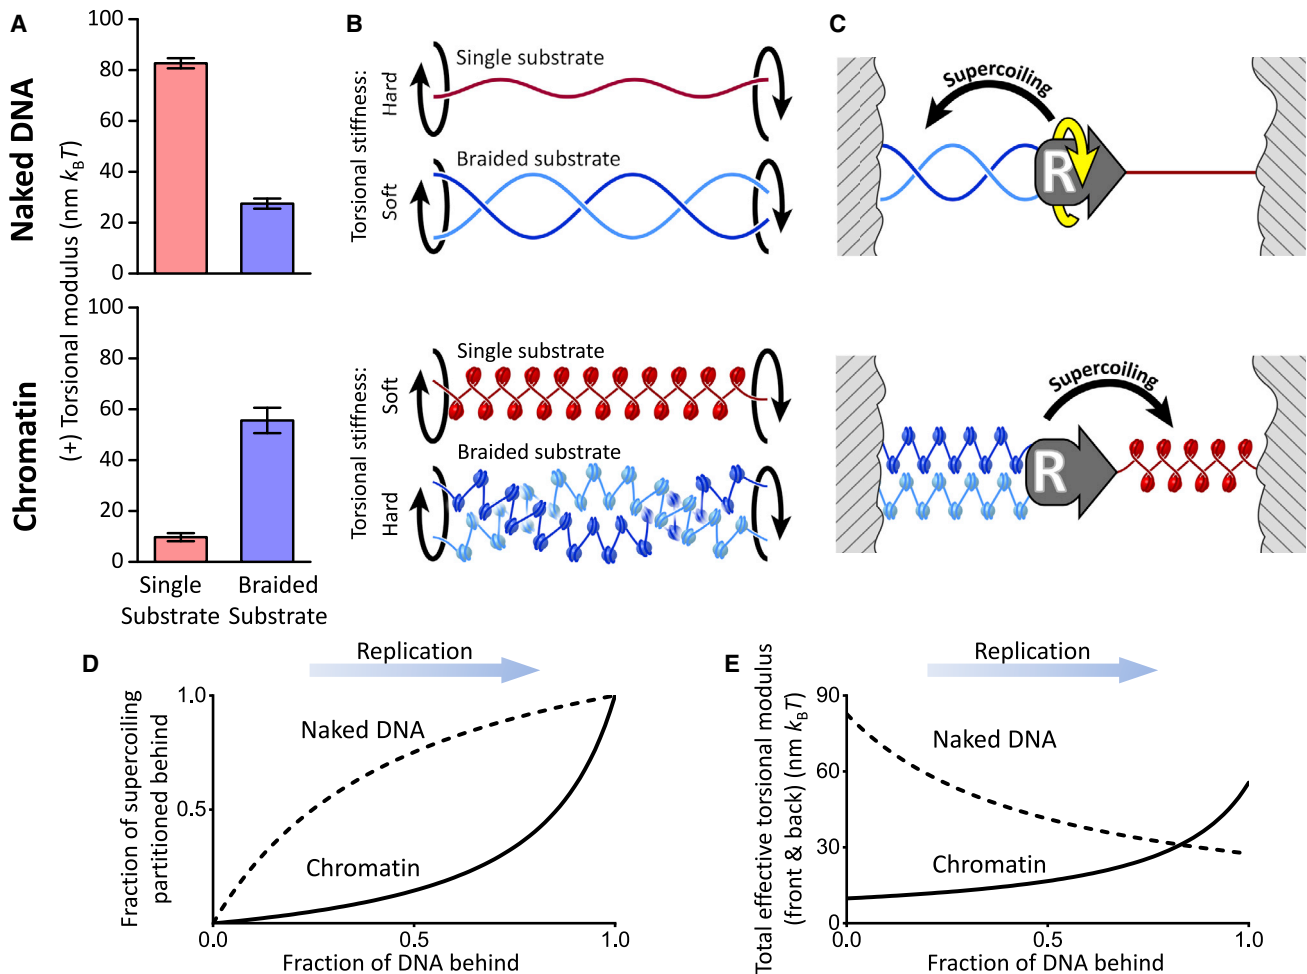 A
Naked DNA
Chromatin
(+) Torsional modulus (nm kBT)
100
80
60
40
20
0
100
80
60
40
20
0
Single
Substrate
Braided
Substrate
B
Torsional stiffness:
Hard
Single substrate
Soft
Braided substrate
Torsional stiffness:
Soft
Single substrate
Hard
Braided substrate
C
Supercoiling
R
Supercoiling
R
D
Replication
Fraction of supercoiling
partitioned behind
1.0
0.5
Naked DNA
Chromatin
0.0
0.5
1.0
Fraction of DNA behind
E
Replication
Total effective torsional modulus
(front & back) (nm kBT)
90
60
30
0
Naked DNA
Chromatin
0.0
0.5
1.0
Fraction of DNA behind